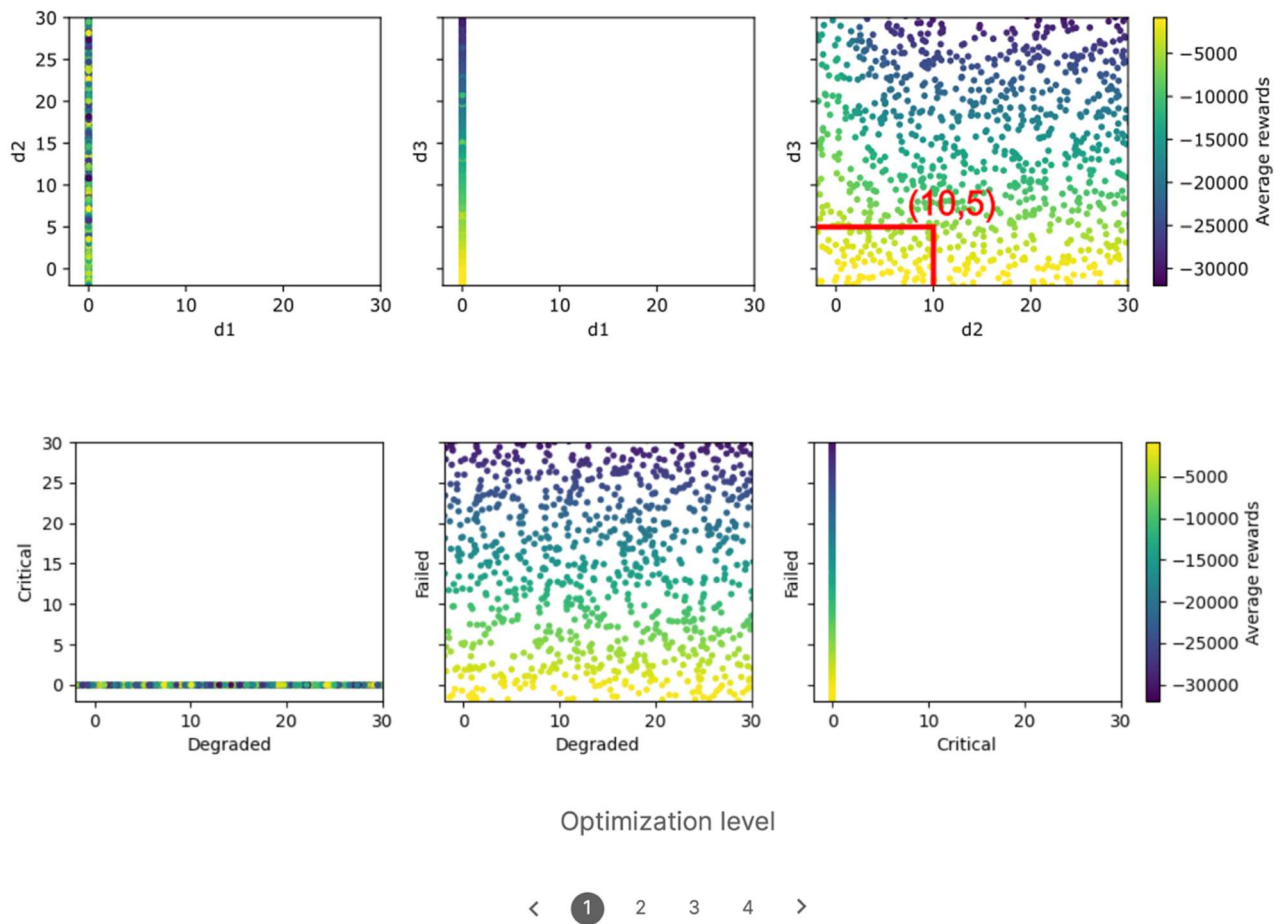 30
25
20
15
10
5
0
d2
0 10 20 30
d1
d3
0 10 20 30
d1
d3
(10,5)
0 10 20 30
d2
−5000
−10000
−15000
−20000
−25000
−30000
Average rewards
30
25
20
15
10
5
0
Critical
0 10 20 30
Degraded
Failed
0 10 20 30
Degraded
Failed
0 10 20 30
Critical
−5000
−10000
−15000
−20000
−25000
−30000
Average rewards
Optimization level
< 1 2 3 4 >